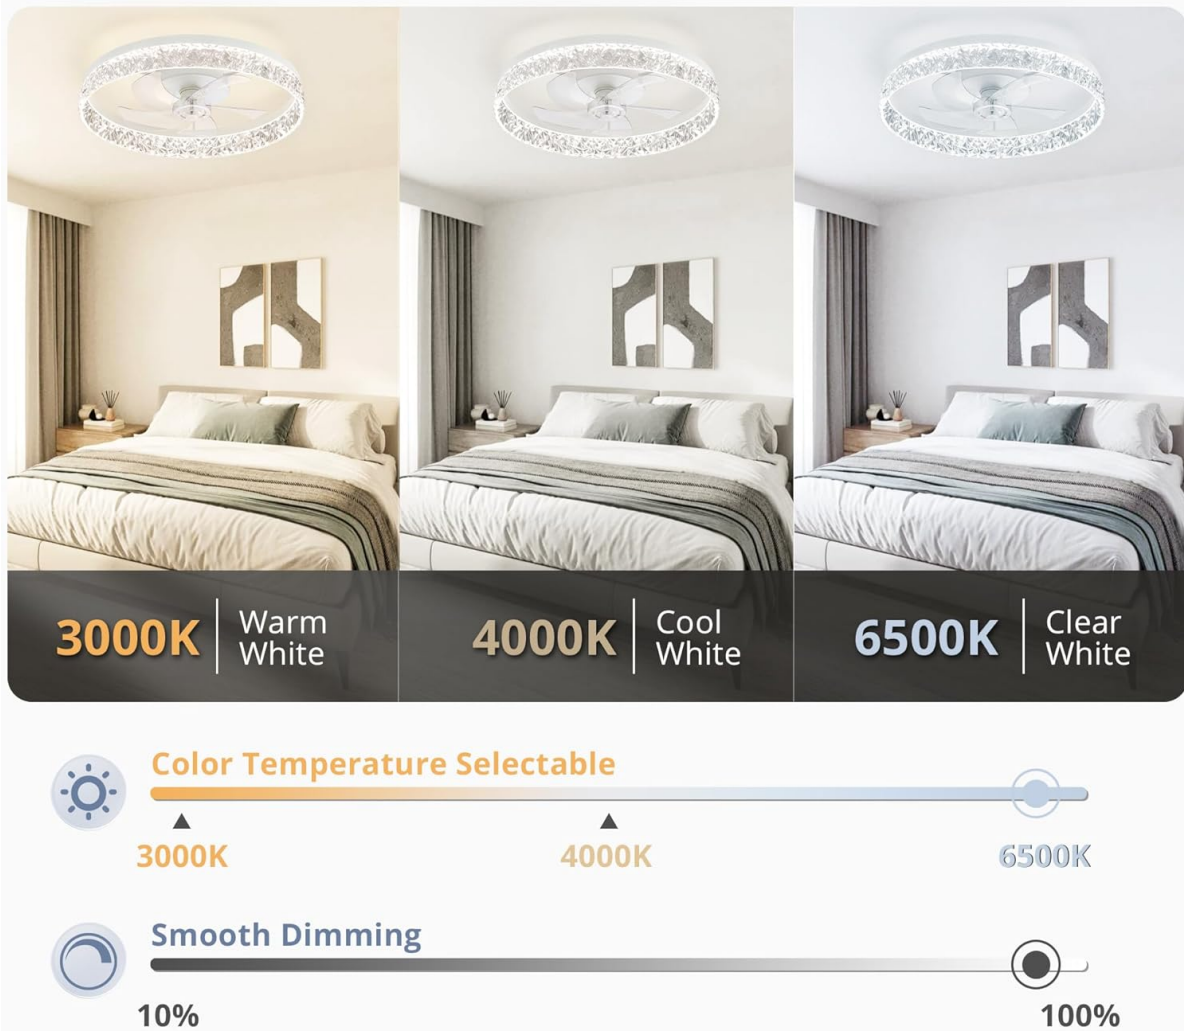 3000K
Warm
White
4000K
Cool
White
6500K
Clear
White
Color Temperature Selectable
3000K
4000K
6500K
Smooth Dimming
10%
100%